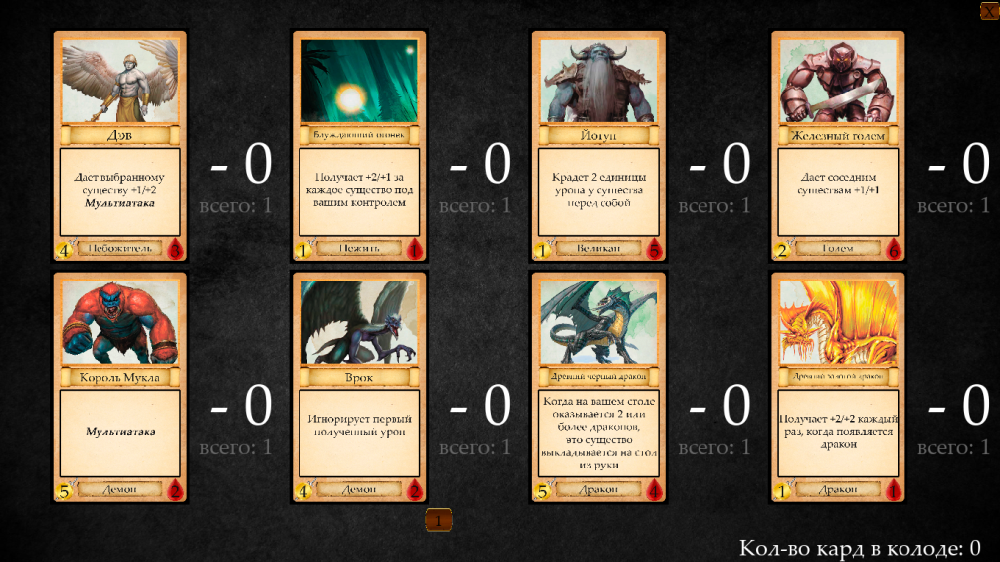 X
Дэв
Дает выбранному
существу +1/+2
Мультиатака
4 Небожитель 3
- 0
всего: 1
Блуждающий огонек
Получает +2/+1 за
каждое существо под
вашим контролем
1 Нежить 1
- 0
всего: 1
Йотун
Крадет 2 единицы
урона у существа
перед собой
1 Великан 5
- 0
всего: 1
Железный голем
Дает соседним
существам +1/+1
2 Голем 6
- 0
всего: 1
Король Мукла
Мультиатака
5 Демон 2
- 0
всего: 1
Врок
Игнорирует первый
полученный урон
4 Демон 2
- 0
всего: 1
Древний черный дракон
Когда на вашем столе
оказывается 2 или
более драконов,
это существо
выкладывается на стол
из руки
5 Дракон 4
- 0
всего: 1
Древний золотой дракон
Получает +2/+2 каждый
раз, когда появляется
дракон
1 Дракон 1
- 0
всего: 1
1
Кол-во кард в колоде: 0